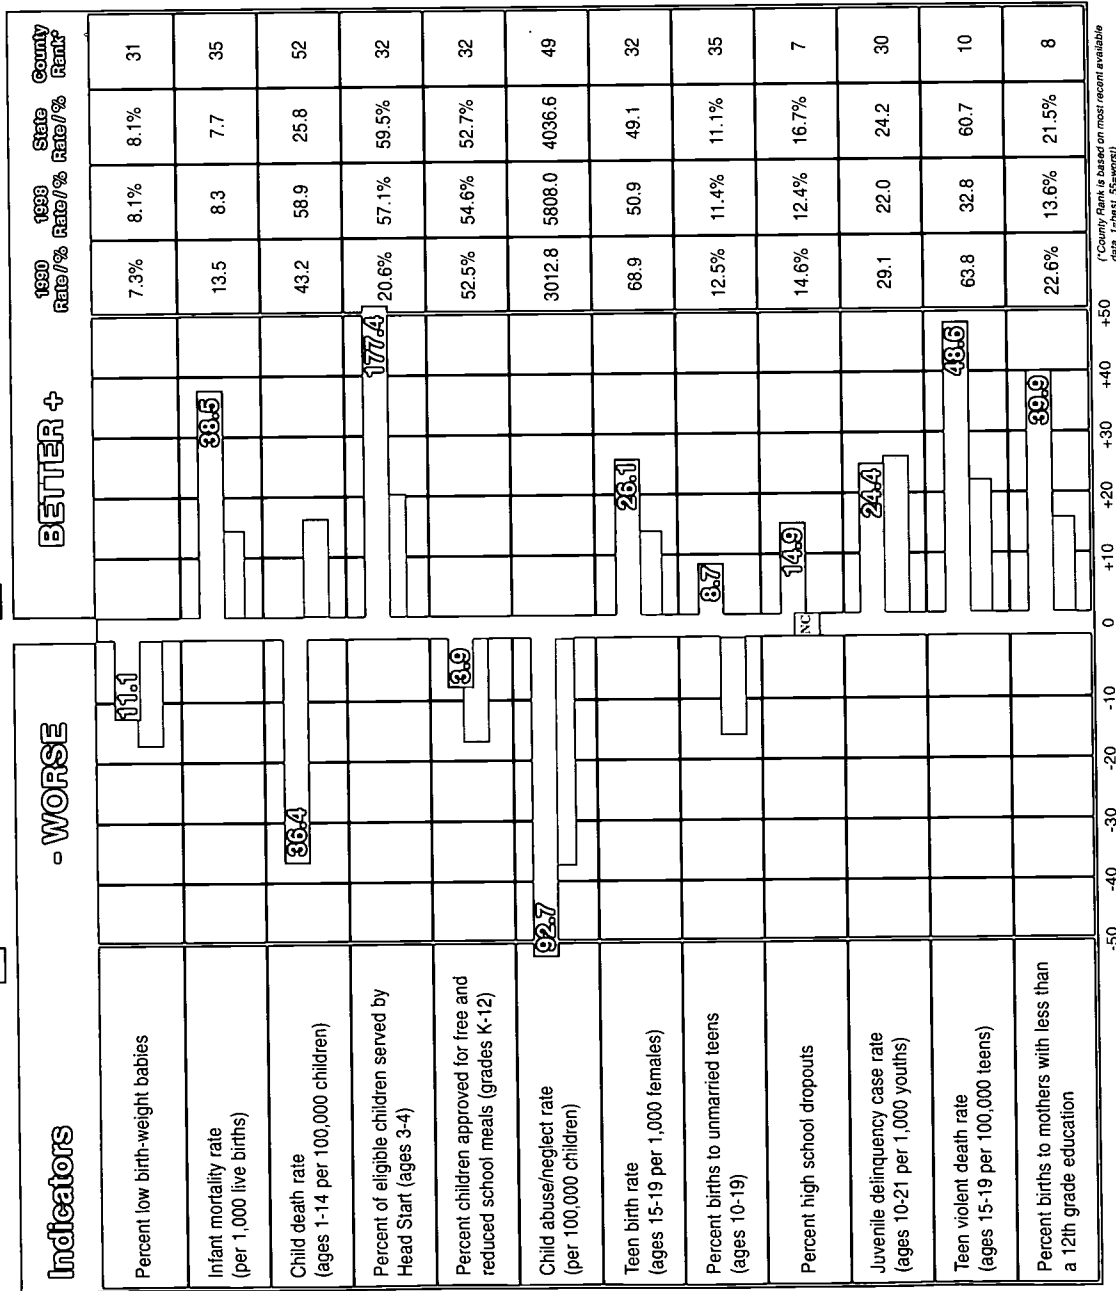 Indicators
- WORSE
BETTER +
1990
Rate / %
1998
Rate / %
State
Rate / %
County
Rank*
Percent low birth-weight babies
11.1
7.3%
8.1%
8.1%
31
Infant mortality rate
(per 1,000 live births)
38.5
13.5
8.3
7.7
35
Child death rate
(ages 1-14 per 100,000 children)
36.4
43.2
58.9
25.8
52
Percent of eligible children served by
Head Start (ages 3-4)
177.4
20.6%
57.1%
59.5%
32
Percent children approved for free and
reduced school meals (grades K-12)
3.9
52.5%
54.6%
52.7%
32
Child abuse/neglect rate
(per 100,000 children)
92.7
3012.8
5808.0
4036.6
49
Teen birth rate
(ages 15-19 per 1,000 females)
26.1
68.9
50.9
49.1
32
Percent births to unmarried teens
(ages 10-19)
8.7
12.5%
11.4%
11.1%
35
Percent high school dropouts
NC
14.9
14.6%
12.4%
16.7%
7
Juvenile delinquency case rate
(ages 10-21 per 1,000 youths)
24.4
29.1
22.0
24.2
30
Teen violent death rate
(ages 15-19 per 100,000 teens)
48.6
63.8
32.8
60.7
10
Percent births to mothers with less than
a 12th grade education
39.9
22.6%
13.6%
21.5%
8
-50 -40 -30 -20 -10 0 +10 +20 +30 +40 +50
(*County Rank is based on most recent available
data. 1=best, 55=worst)